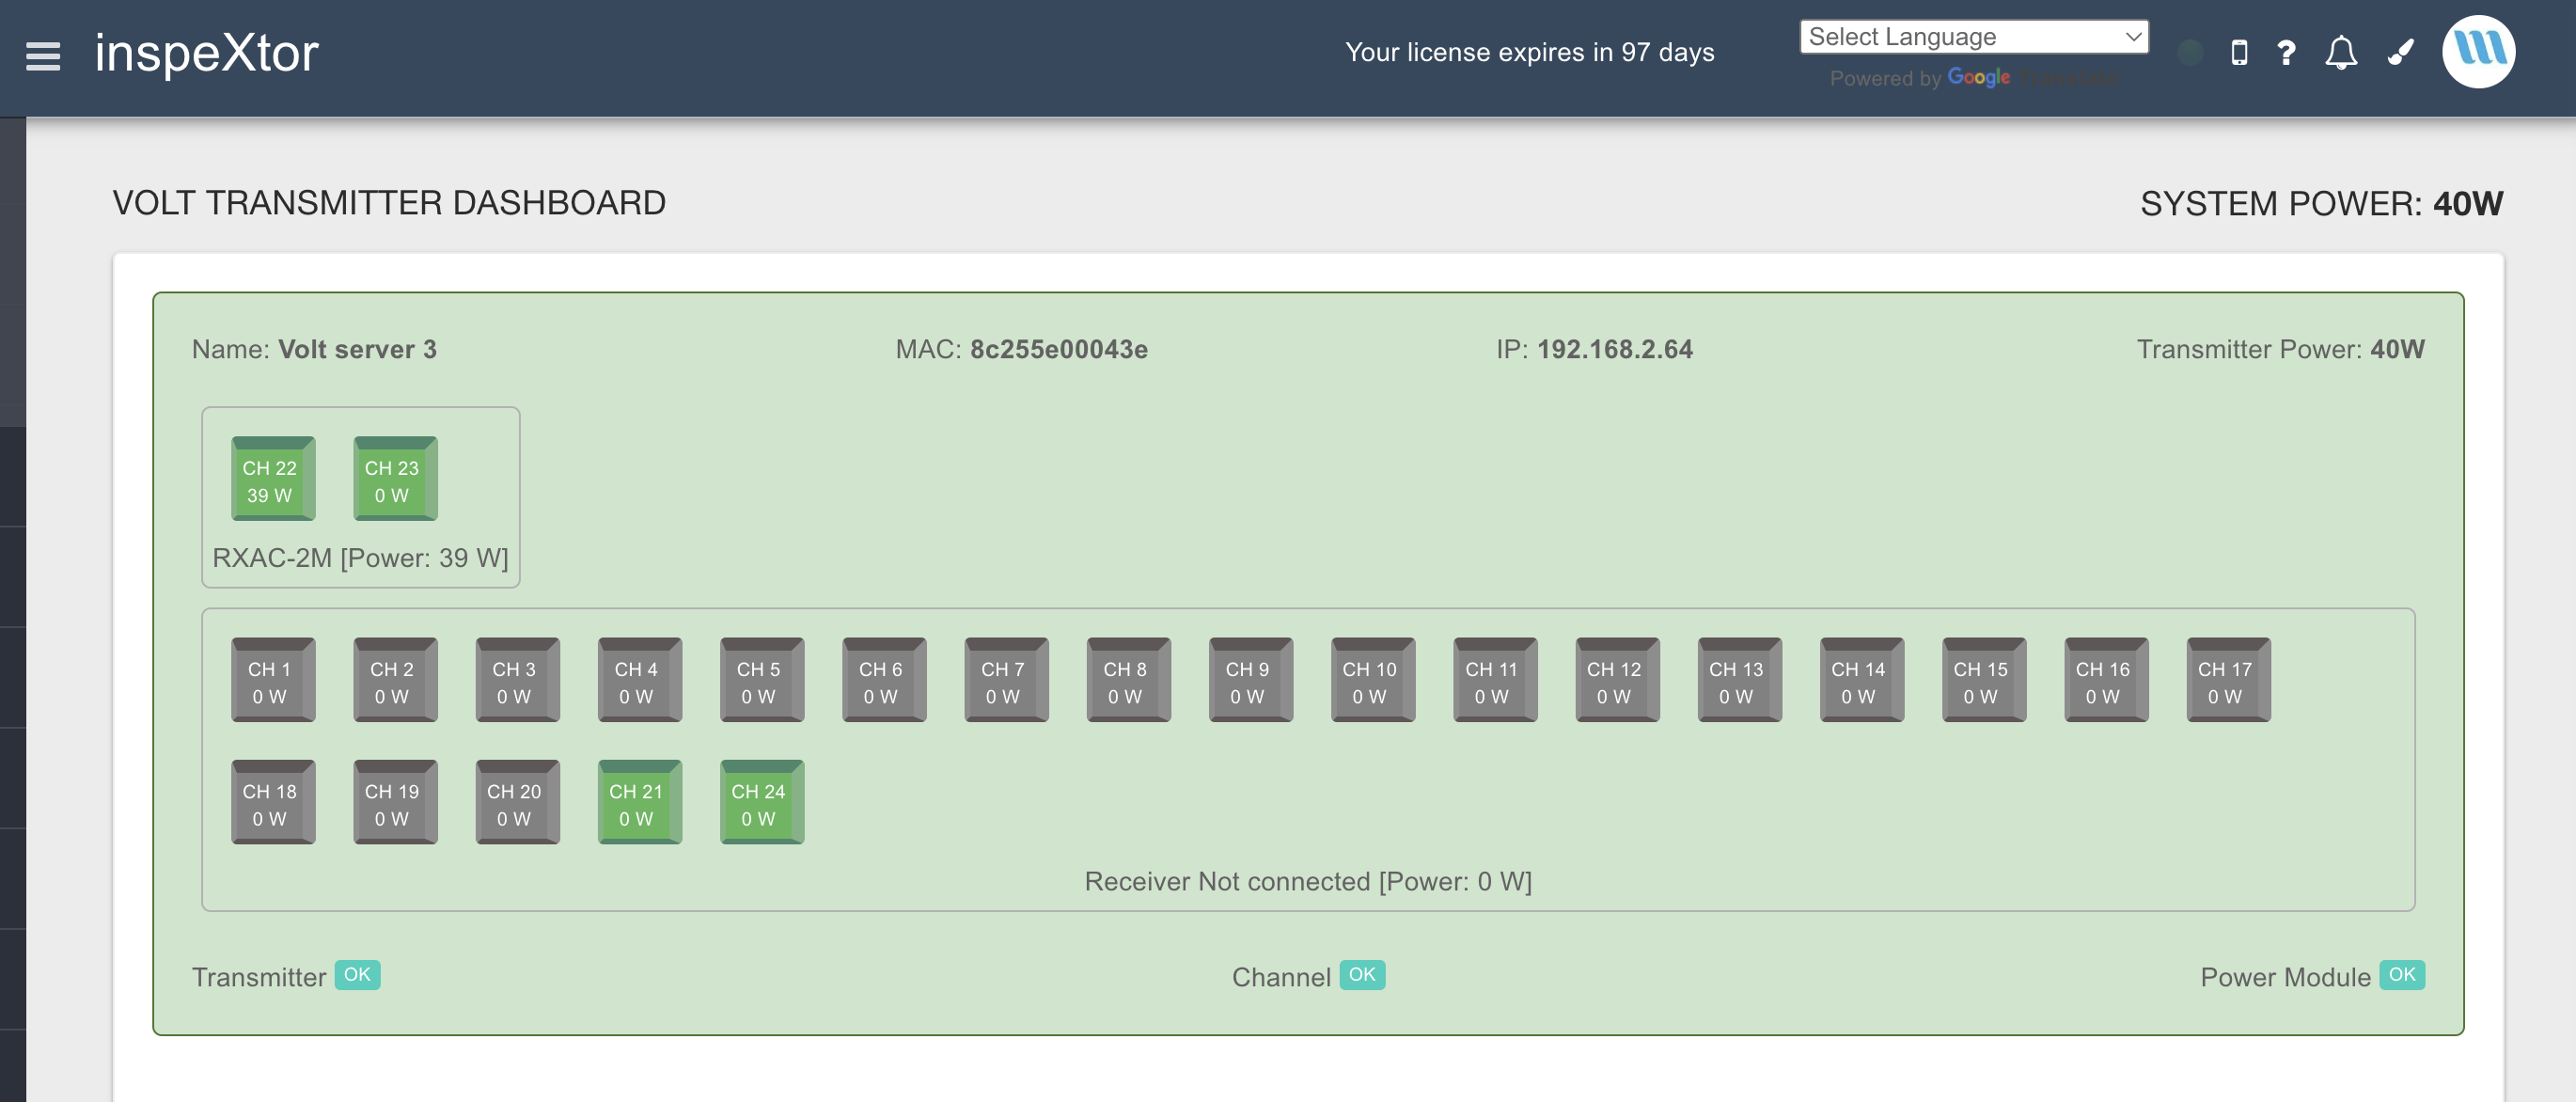 inspeXtor
Your license expires in 97 days
Select Language
Powered by Google Translate
VOLT TRANSMITTER DASHBOARD
SYSTEM POWER: 40W
Name: Volt server 3
MAC: 8c255e00043e
IP: 192.168.2.64
Transmitter Power: 40W
CH 22
39 W
CH 23
0 W
RXAC-2M [Power: 39 W]
CH 1
0 W
CH 2
0 W
CH 3
0 W
CH 4
0 W
CH 5
0 W
CH 6
0 W
CH 7
0 W
CH 8
0 W
CH 9
0 W
CH 10
0 W
CH 11
0 W
CH 12
0 W
CH 13
0 W
CH 14
0 W
CH 15
0 W
CH 16
0 W
CH 17
0 W
CH 18
0 W
CH 19
0 W
CH 20
0 W
CH 21
0 W
CH 24
0 W
Receiver Not connected [Power: 0 W]
Transmitter OK
Channel OK
Power Module OK